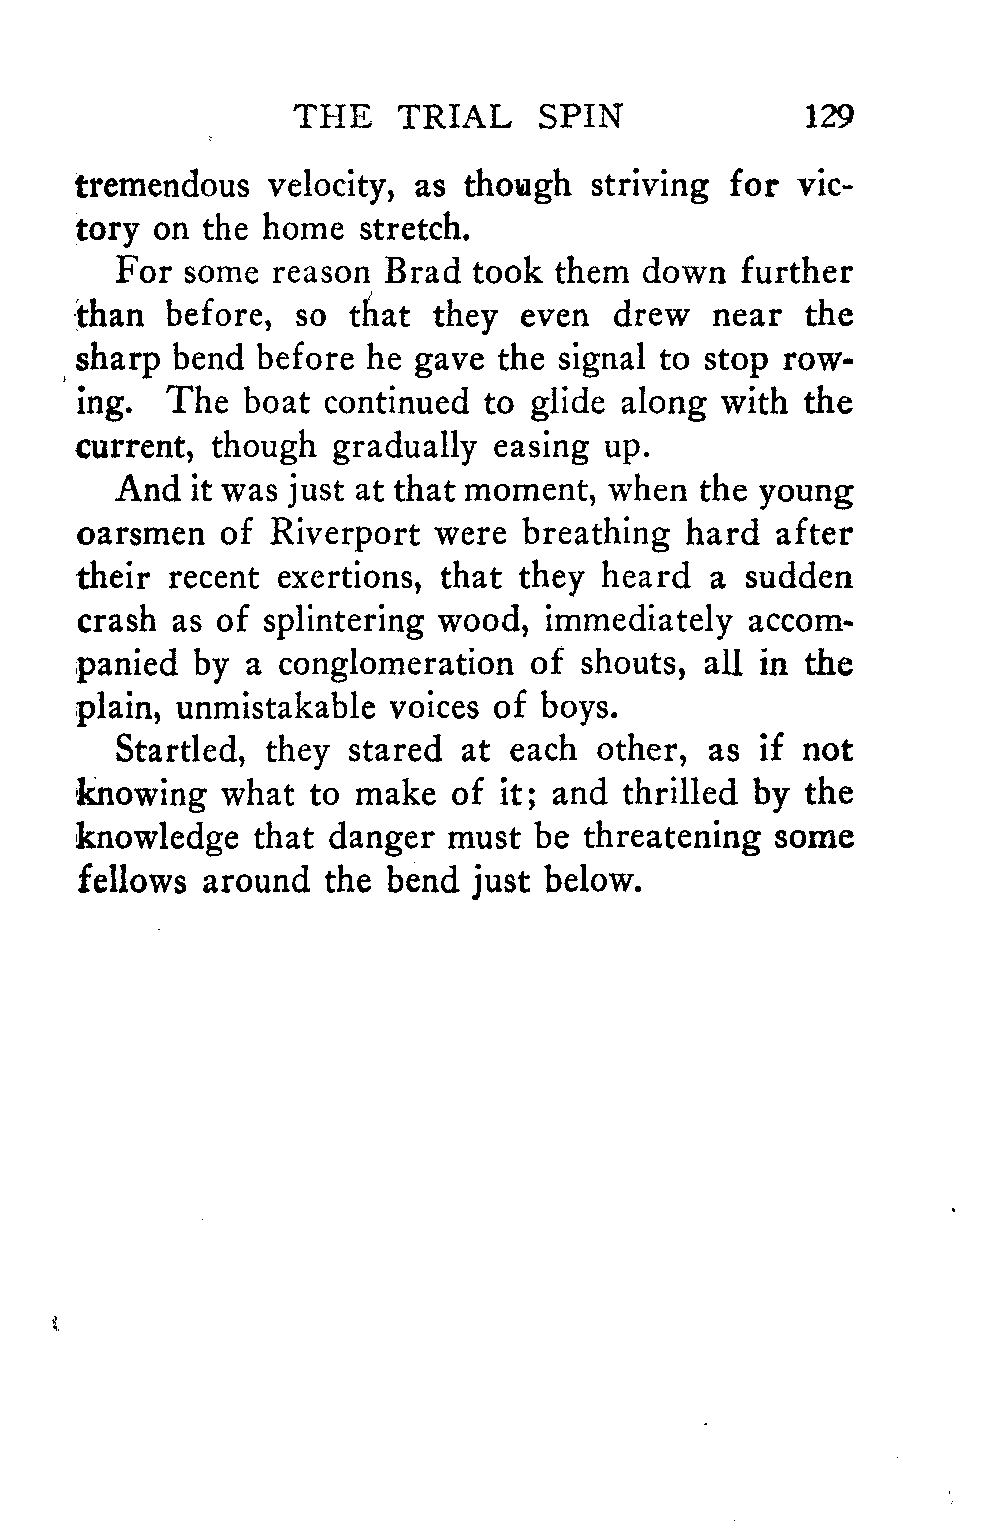 THE TRIAL SPIN 129
tremendous velocity, as though striving for vic-
tory on the home stretch.
For some reason Brad took them down further
than before, so that they even drew near the
sharp bend before he gave the signal to stop row-
ing. The boat continued to glide along with the
current, though gradually easing up.
And it was just at that moment, when the young
oarsmen of Riverport were breathing hard after
their recent exertions, that they heard a sudden
crash as of splintering wood, immediately accom-
panied by a conglomeration of shouts, all in the
plain, unmistakable voices of boys.
Startled, they stared at each other, as if not
knowing what to make of it; and thrilled by the
knowledge that danger must be threatening some
fellows around the bend just below.